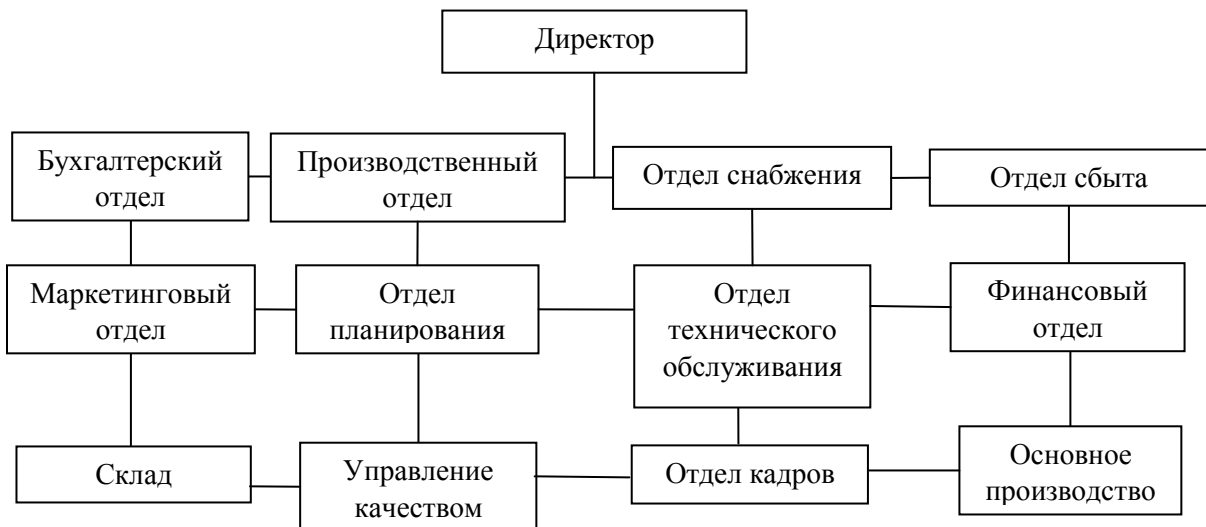 Директор
Бухгалтерский
отдел
Производственный
отдел
Отдел снабжения
Отдел сбыта
Маркетинговый
отдел
Отдел
планирования
Отдел
технического
обслуживания
Финансовый
отдел
Склад
Управление
качеством
Отдел кадров
Основное
производство